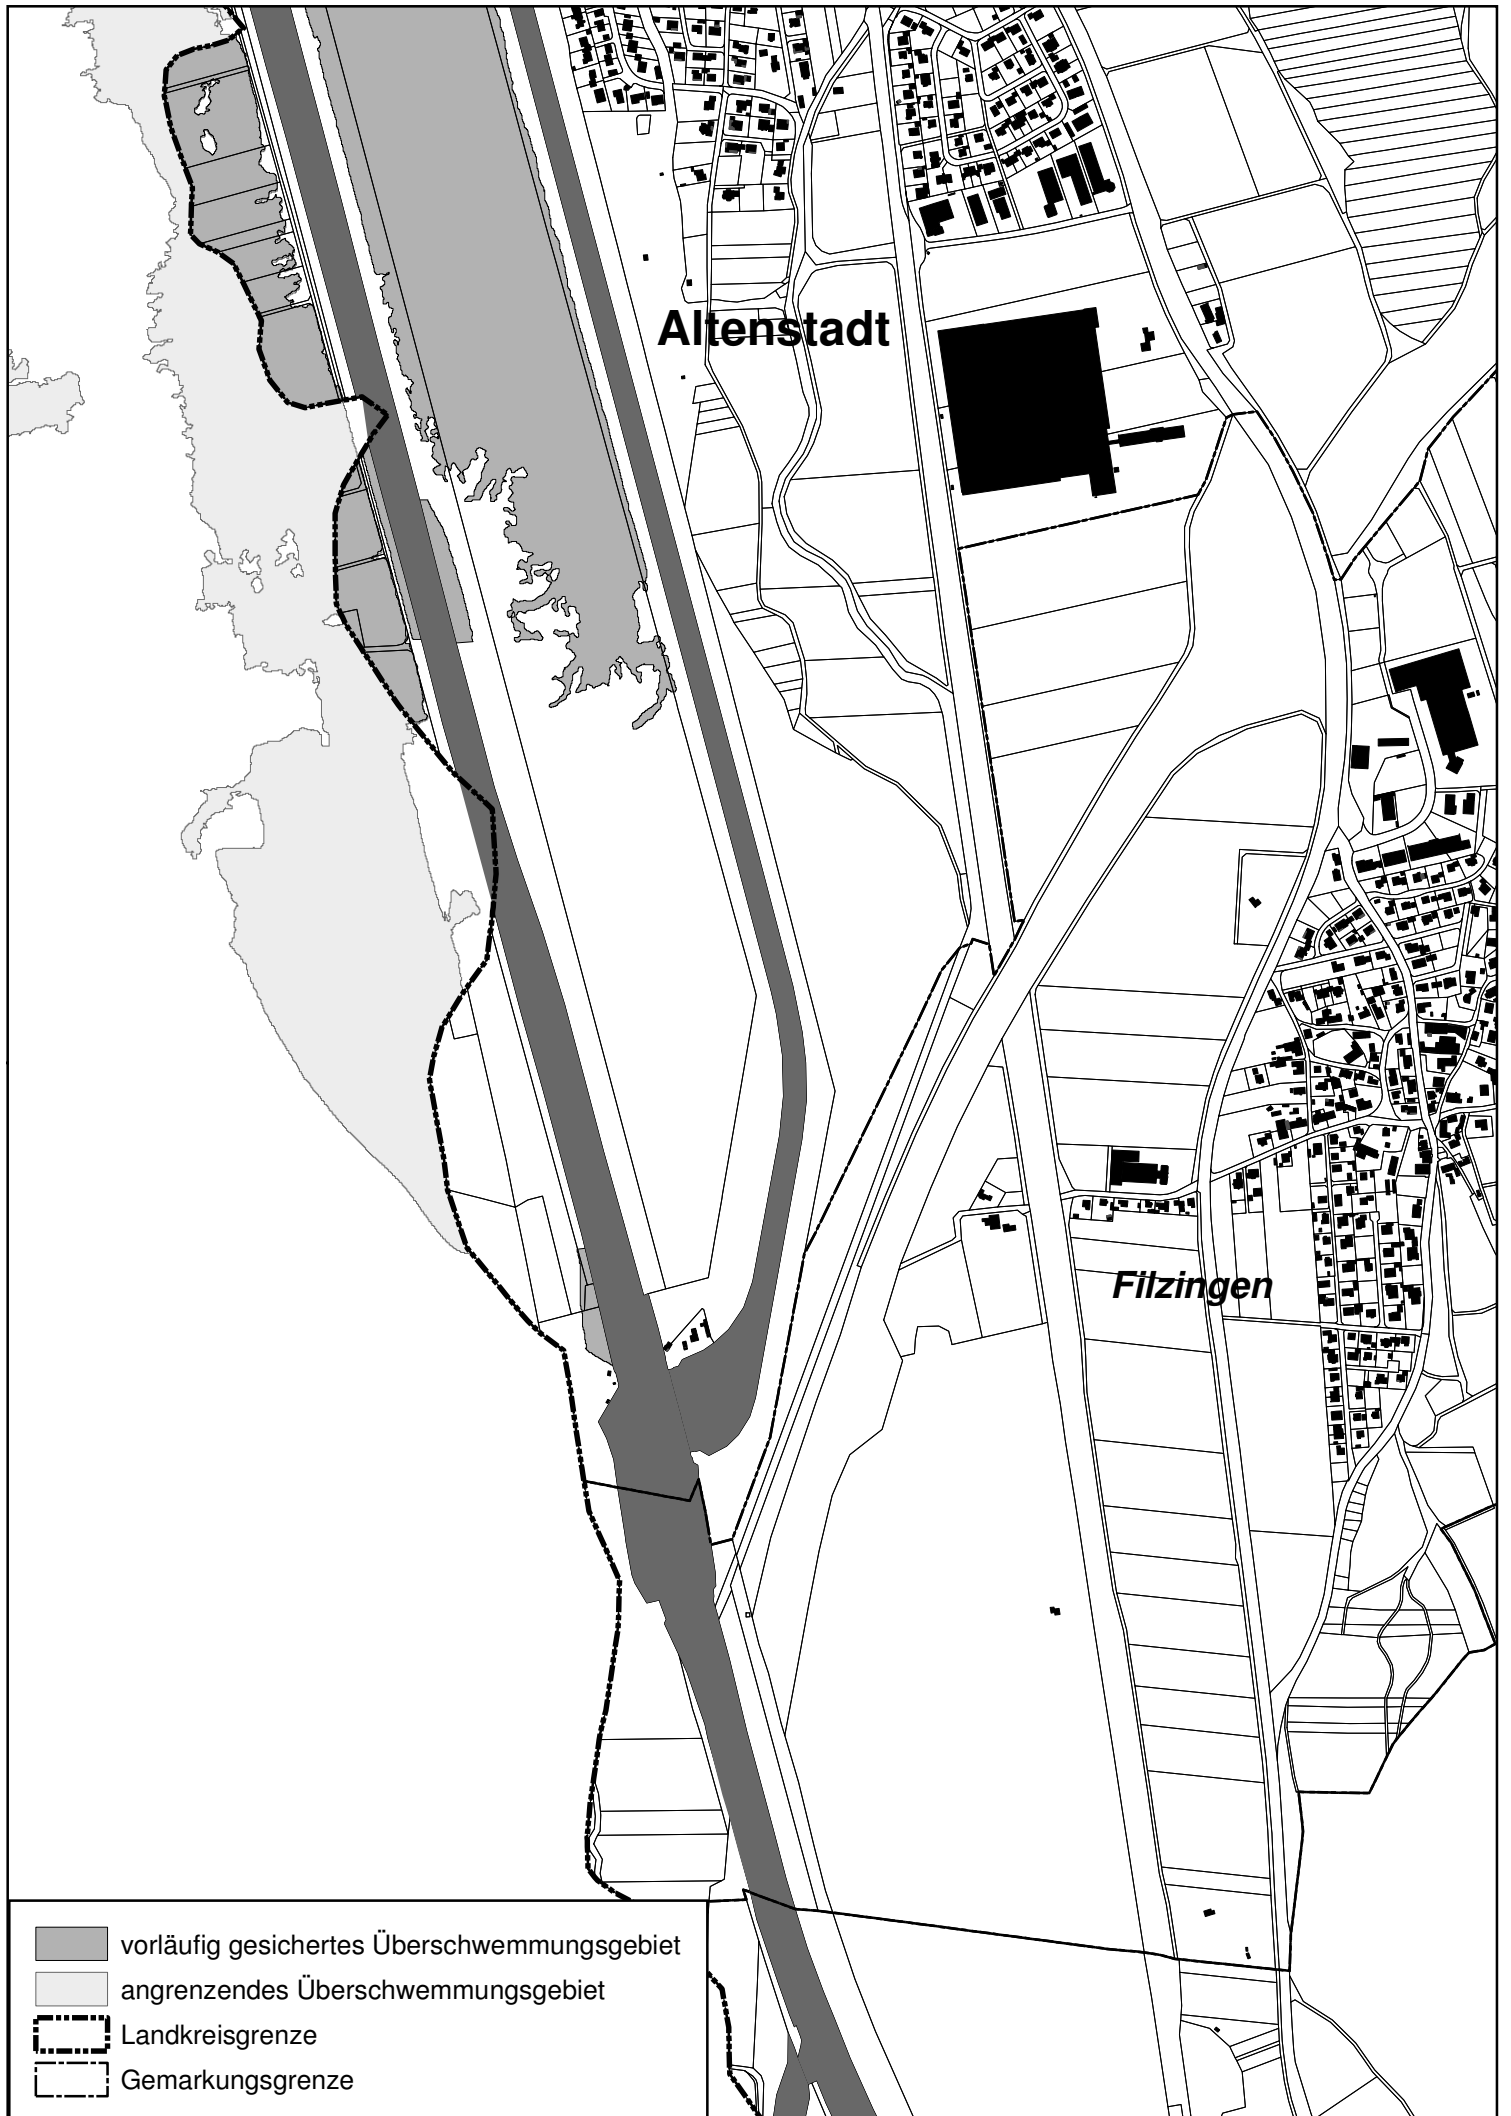 Altenstadt
Filzingen
vorläufig gesichertes Überschwemmungsgebiet
angrenzendes Überschwemmungsgebiet
Landkreisgrenze
Gemarkungsgrenze